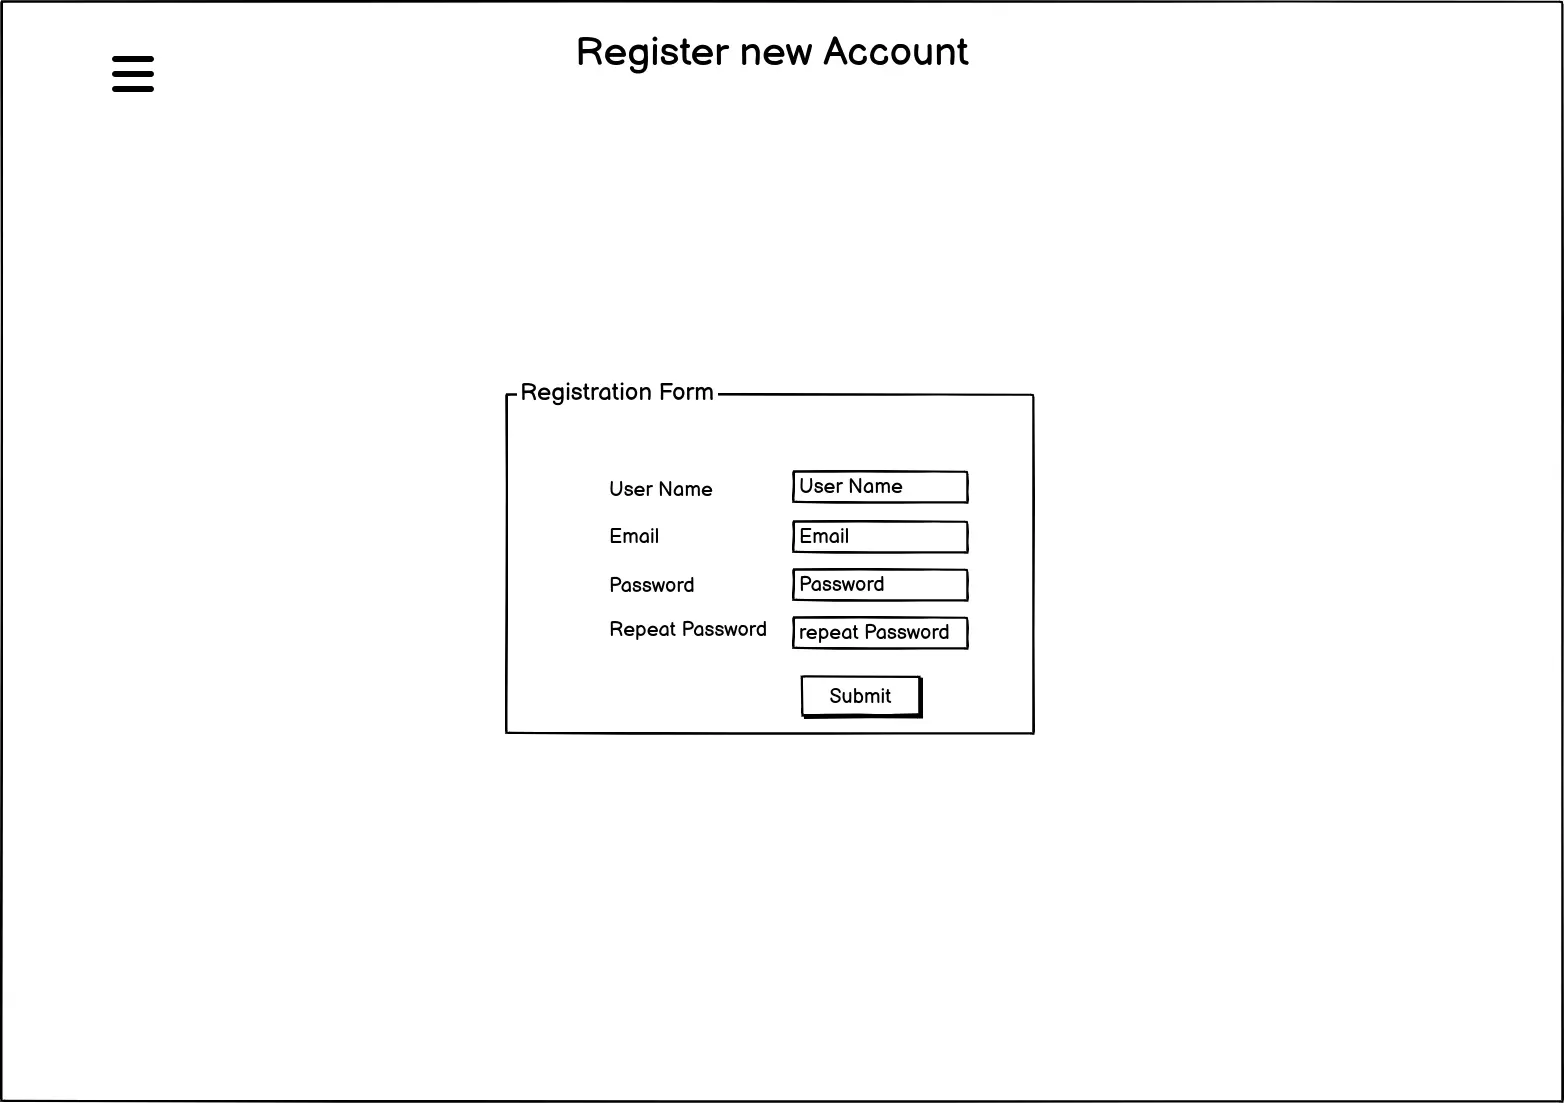 Register new Account
Registration Form
User Name User Name
Email Email
Password Password
Repeat Password repeat Password
Submit